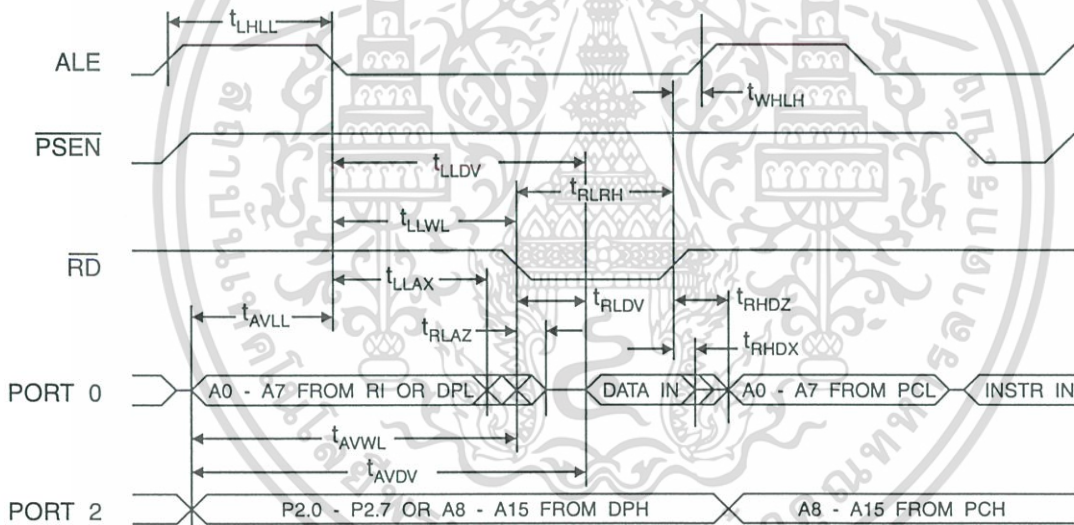 tLHLL
ALE
tWHLH
PSEN
tLLDV
tRLRH
tLLWL
RD
tLLAX
tRLDV
tRHDZ
tAVLL
tRLAZ
tRHDX
PORT 0
A0 - A7 FROM RI OR DPL
DATA IN
A0 - A7 FROM PCL
INSTR IN
tAVWL
tAVDV
PORT 2
P2.0 - P2.7 OR A8 - A15 FROM DPH
A8 - A15 FROM PCH